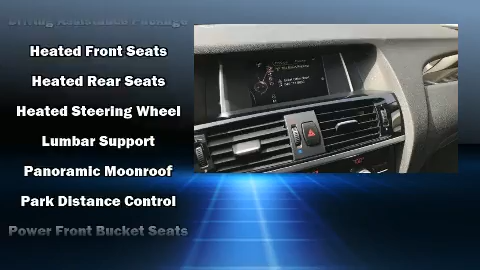 Driving Assistance Package
Heated Front Seats
Heated Rear Seats
Heated Steering Wheel
Lumbar Support
Panoramic Moonroof
Park Distance Control
Power Front Bucket Seats